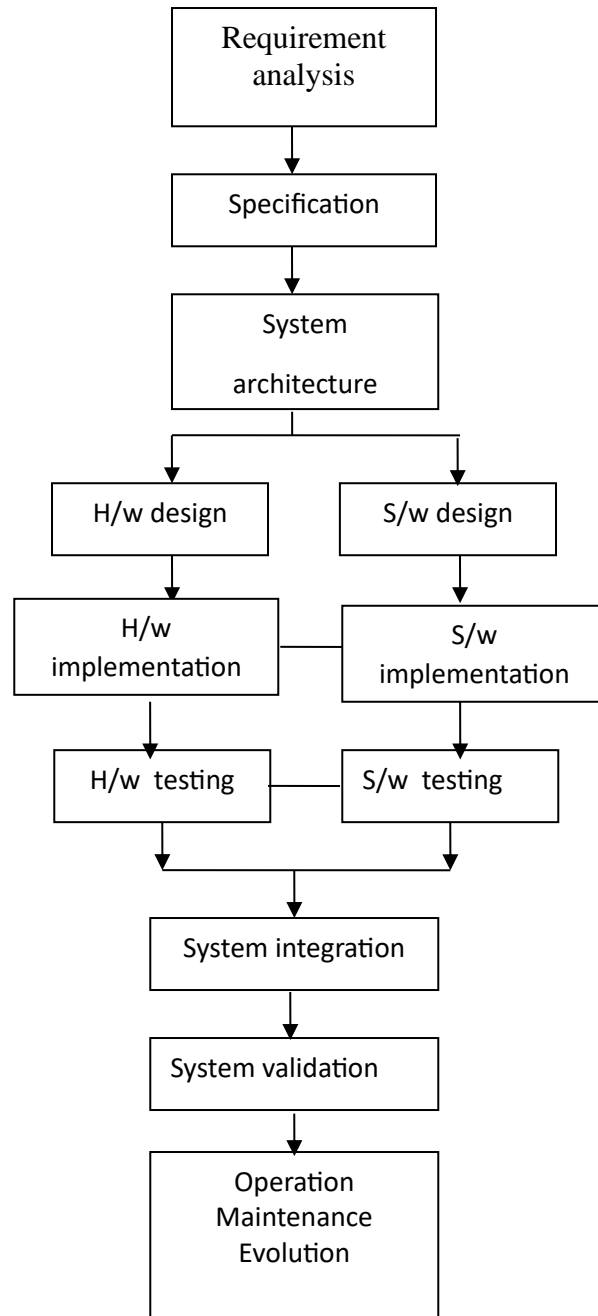 Requirement
analysis
Specification
System
architecture
H/w design
S/w design
H/w
implementation
S/w
implementation
H/w testing
S/w testing
System integration
System validation
Operation
Maintenance
Evolution